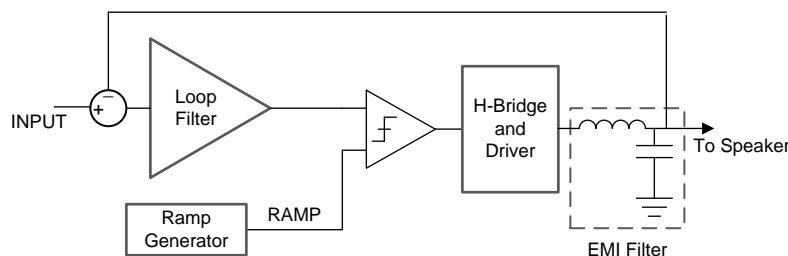 INPUT
+
−
Loop
Filter
Ramp
Generator
RAMP
H-Bridge
and
Driver
To Speaker
EMI Filter